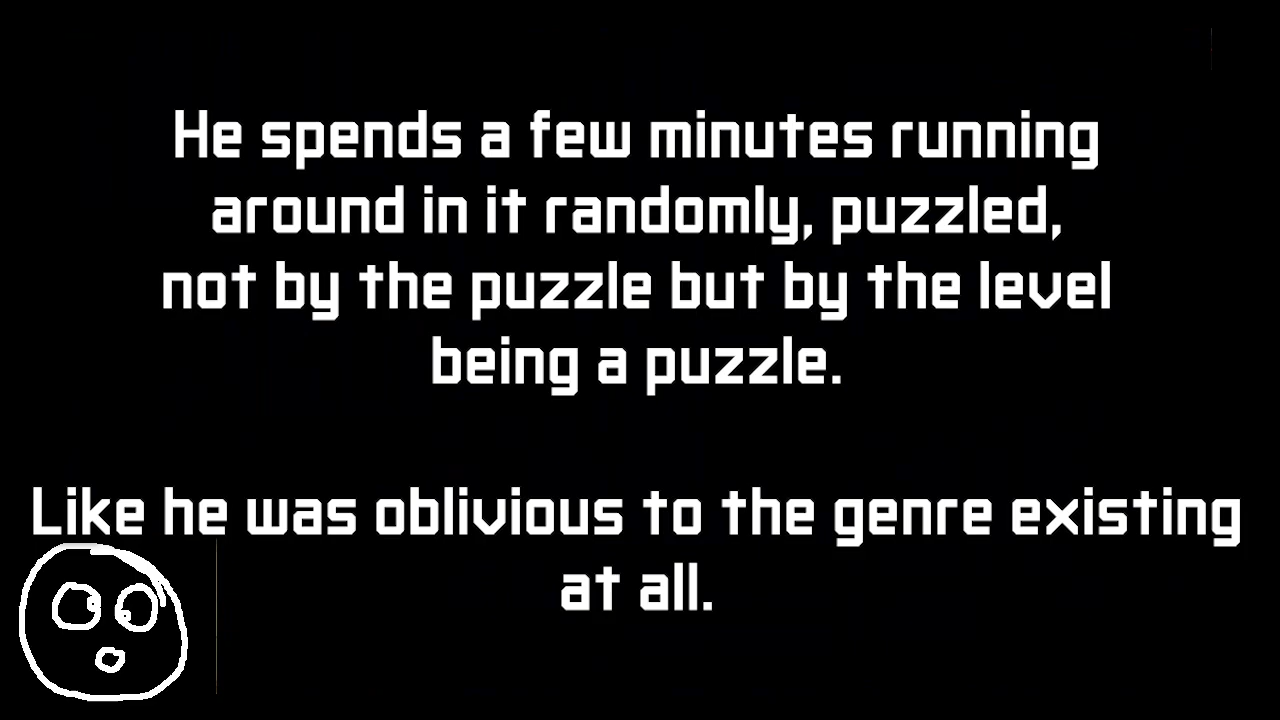 He spends a few minutes running
around in it randomly, puzzled,
not by the puzzle but by the level
being a puzzle.
Like he was oblivious to the genre existing
at all.